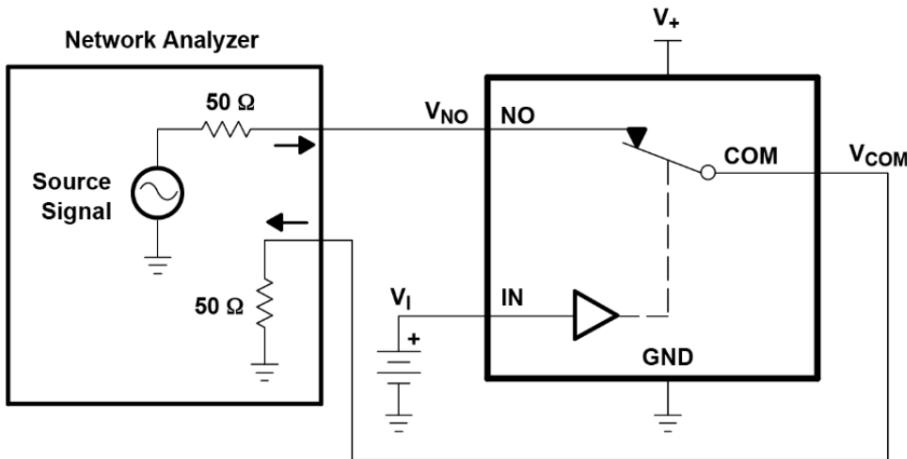 Network Analyzer
50 Ω
Source
Signal
50 Ω
V+
VNO
NO
COM
VCOM
VI
IN
+
GND